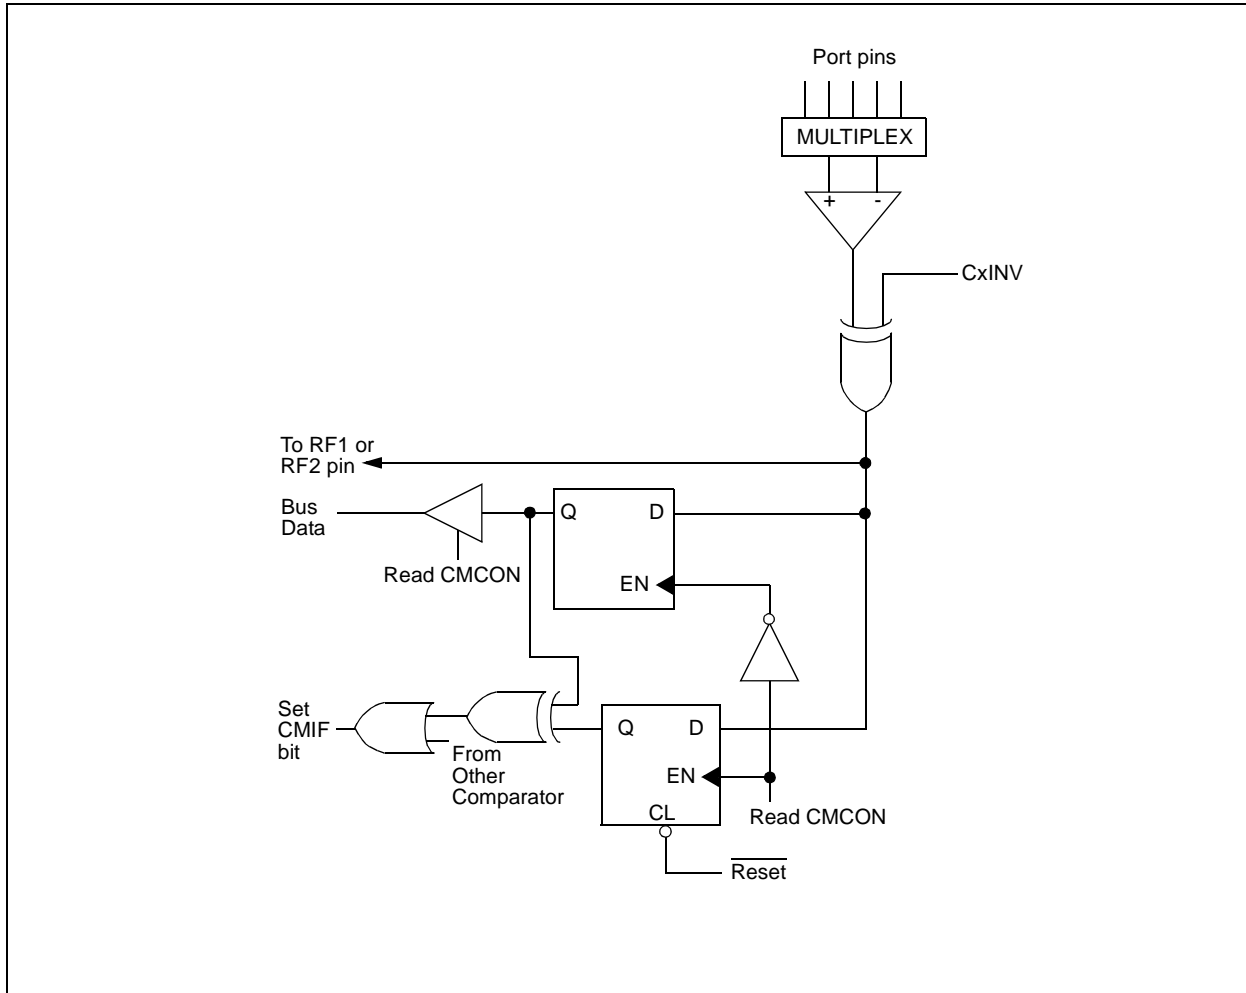 Port pins
MULTIPLEX
+ -
CxINV
To RF1 or
RF2 pin
Bus
Data
Q D
EN
Read CMCON
Set
CMIF
bit
From
Other
Comparator
Q D
EN
CL
Read CMCON
Reset